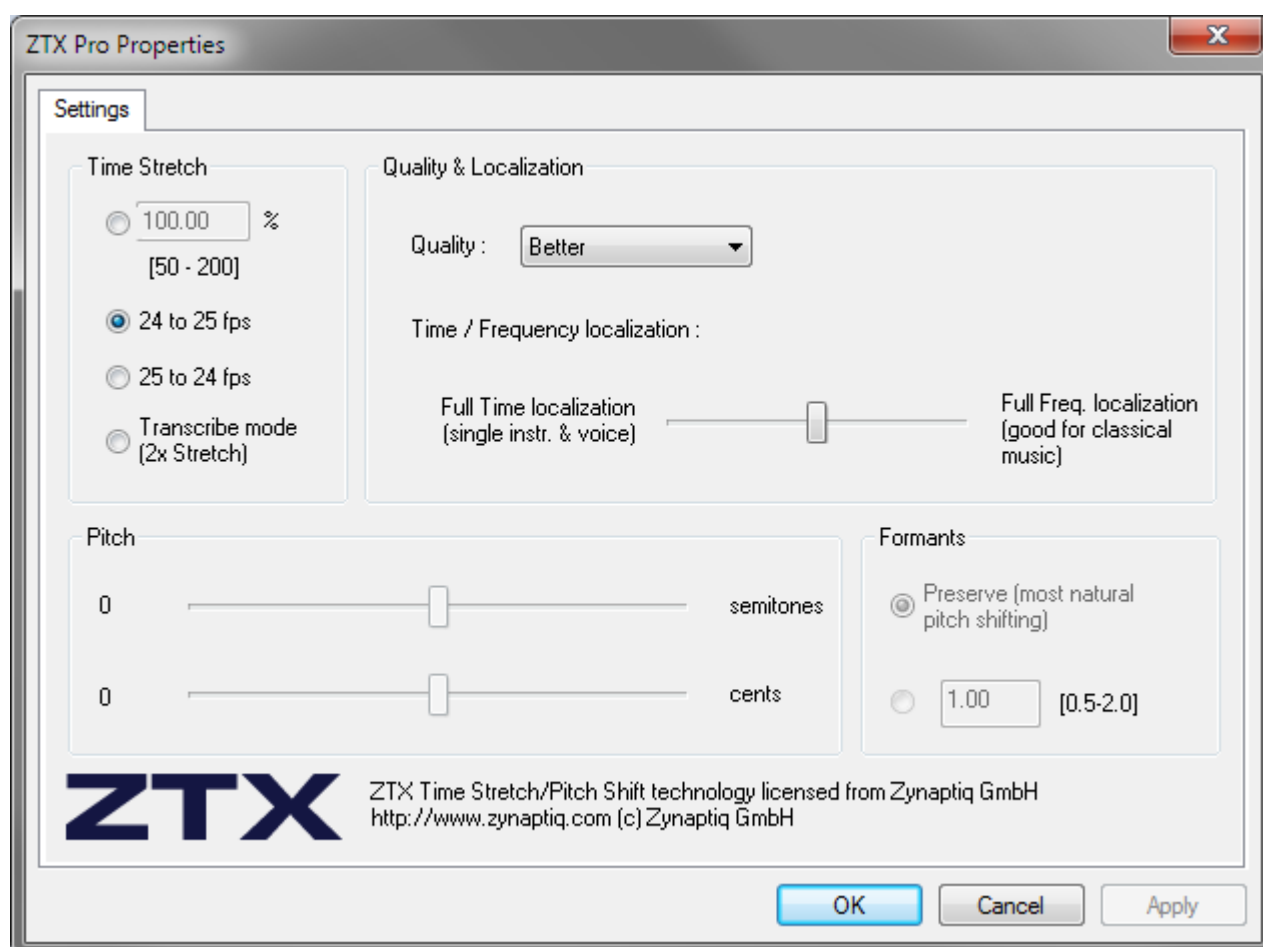 ZTX Pro Properties
Settings
Time Stretch
100.00 %
[50 - 200]
24 to 25 fps
25 to 24 fps
Transcribe mode
(2x Stretch)
Quality & Localization
Quality : Better
Time / Frequency localization :
Full Time localization
(single instr. & voice)
Full Freq. localization
(good for classical
music)
Pitch
0 semitones
0 cents
Formants
Preserve (most natural
pitch shifting)
1.00 [0.5-2.0]
ZTX
ZTX Time Stretch/Pitch Shift technology licensed from Zynaptiq GmbH
http://www.zynaptiq.com (c) Zynaptiq GmbH
OK Cancel Apply